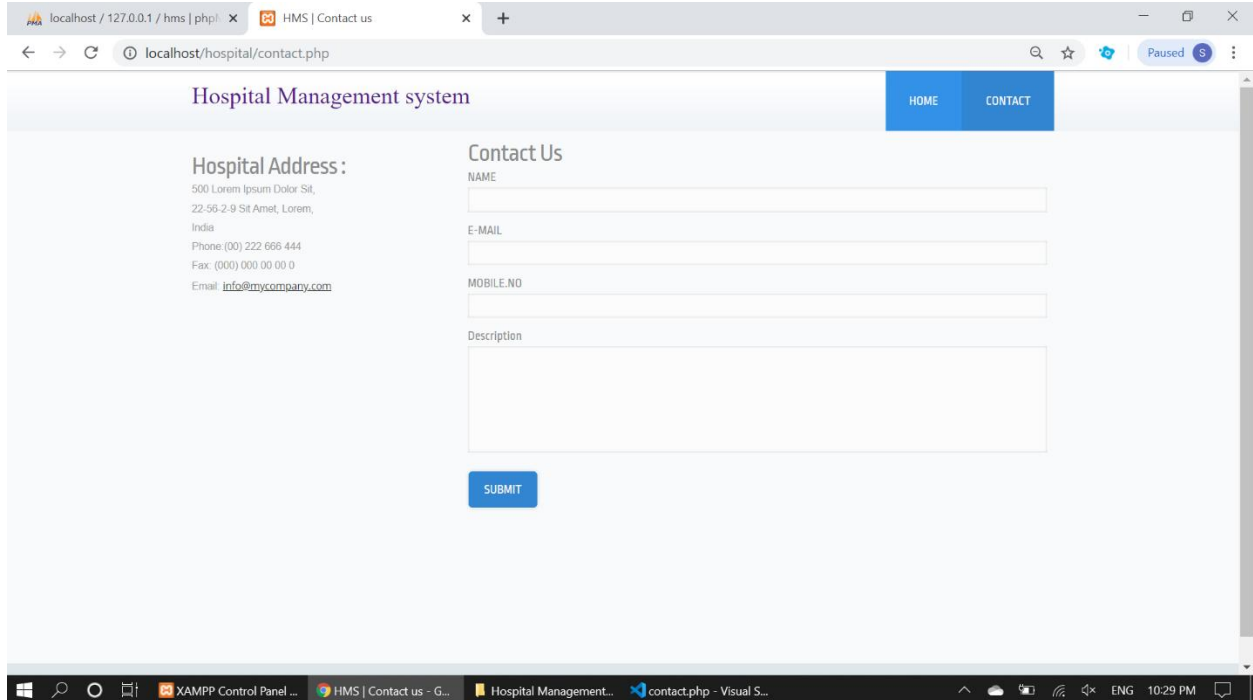 localhost / 127.0.0.1 / hms | phpM
HMS | Contact us
localhost/hospital/contact.php
Paused S
Hospital Management system
HOME
CONTACT
Hospital Address :
500 Lorem Ipsum Dolor Sit,
22-56-2-9 Sit Amet, Lorem,
India
Phone:(00) 222 666 444
Fax: (000) 000 00 00 0
Email: info@mycompany.com
Contact Us
NAME
E-MAIL
MOBILE.NO
Description
SUBMIT
XAMPP Control Panel ...
HMS | Contact us - G...
Hospital Management...
contact.php - Visual S...
ENG
10:29 PM